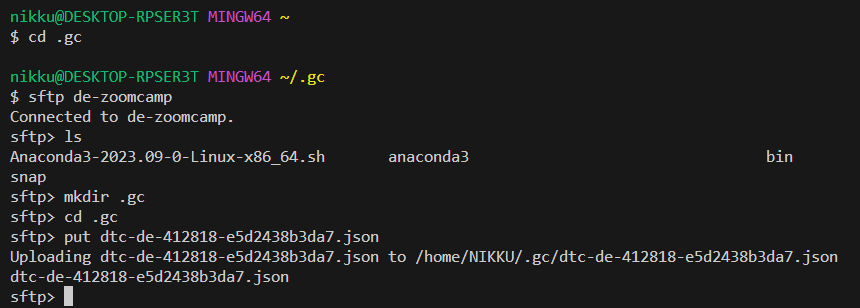 nikku@DESKTOP-RPSER3T MINGW64 ~
$ cd .gc
nikku@DESKTOP-RPSER3T MINGW64 ~/.gc
$ sftp de-zoomcamp
Connected to de-zoomcamp.
sftp> ls
Anaconda3-2023.09-0-Linux-x86_64.sh anaconda3 bin
snap
sftp> mkdir .gc
sftp> cd .gc
sftp> put dtc-de-412818-e5d2438b3da7.json
Uploading dtc-de-412818-e5d2438b3da7.json to /home/NIKKU/.gc/dtc-de-412818-e5d2438b3da7.json
dtc-de-412818-e5d2438b3da7.json
sftp>